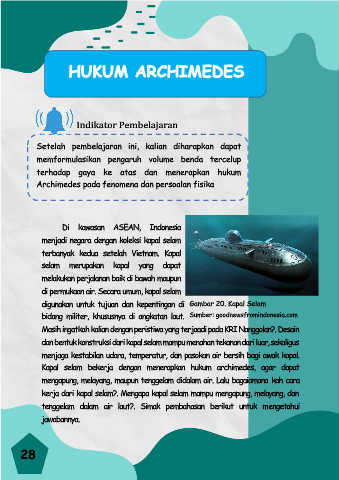 HUKUM ARCHIMEDES
Indikator Pembelajaran
Setelah pembelajaran ini, kalian diharapkan dapat
memformulasikan pengaruh volume benda tercelup
terhadap gaya ke atas dan menerapkan hukum
Archimedes pada fenomena dan persoalan fisika
Di kawasan ASEAN, Indonesia
menjadi negara dengan koleksi kapal selam
terbanyak kedua setelah Vietnam. Kapal
selam merupakan kapal yang dapat
melakukan perjalanan baik di bawah maupun
di permukaan air. Secara umum, kapal selam
digunakan untuk tujuan dan kepentingan di
bidang militer, khususnya di angkatan laut.
Gambar 20. Kapal Selam
Sumber: goodnewsfromindonesia.com
Masih ingatkah kalian dengan peristiwa yang terjadi pada KRI Nanggolan?. Desain
dan bentuk konstruksi dari kapal selam mampu menahan tekanan dari luar, sekaligus
menjaga kestabilan udara, temperatur, dan pasokan air bersih bagi awak kapal.
Kapal selam bekerja dengan menerapkan hukum archimedes, agar dapat
mengapung, melayang, maupun tenggelam didalam air. Lalu bagaimana kah cara
kerja dari kapal selam?. Mengapa kapal selam mampu mengapung, melayang, dan
tenggelam dalam air laut?. Simak pembahasan berikut untuk mengetahui
jawabannya.
28